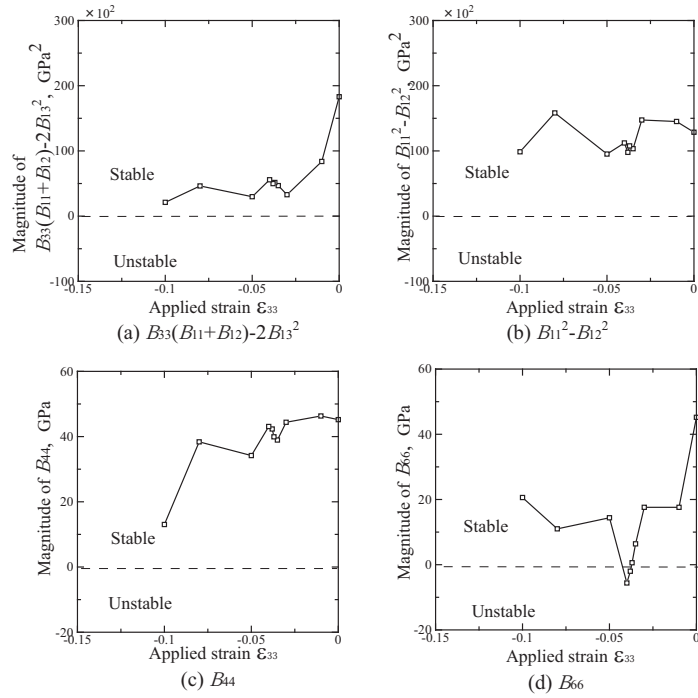 × 10²
300
200
100
0
-100
Magnitude of
B33(B11+B12)-2B13², GPa²
Stable
Unstable
-0.15 -0.1 -0.05 0
Applied strain ε33
(a) B33(B11+B12)-2B13²
× 10²
300
200
100
0
-100
Magnitude of B11²-B12², GPa²
Stable
Unstable
-0.15 -0.1 -0.05 0
Applied strain ε33
(b) B11²-B12²
60
40
20
0
-20
Magnitude of B44, GPa
Stable
Unstable
-0.15 -0.1 -0.05 0
Applied strain ε33
(c) B44
60
40
20
0
-20
Magnitude of B66, GPa
Stable
Unstable
-0.15 -0.1 -0.05 0
Applied strain ε33
(d) B66